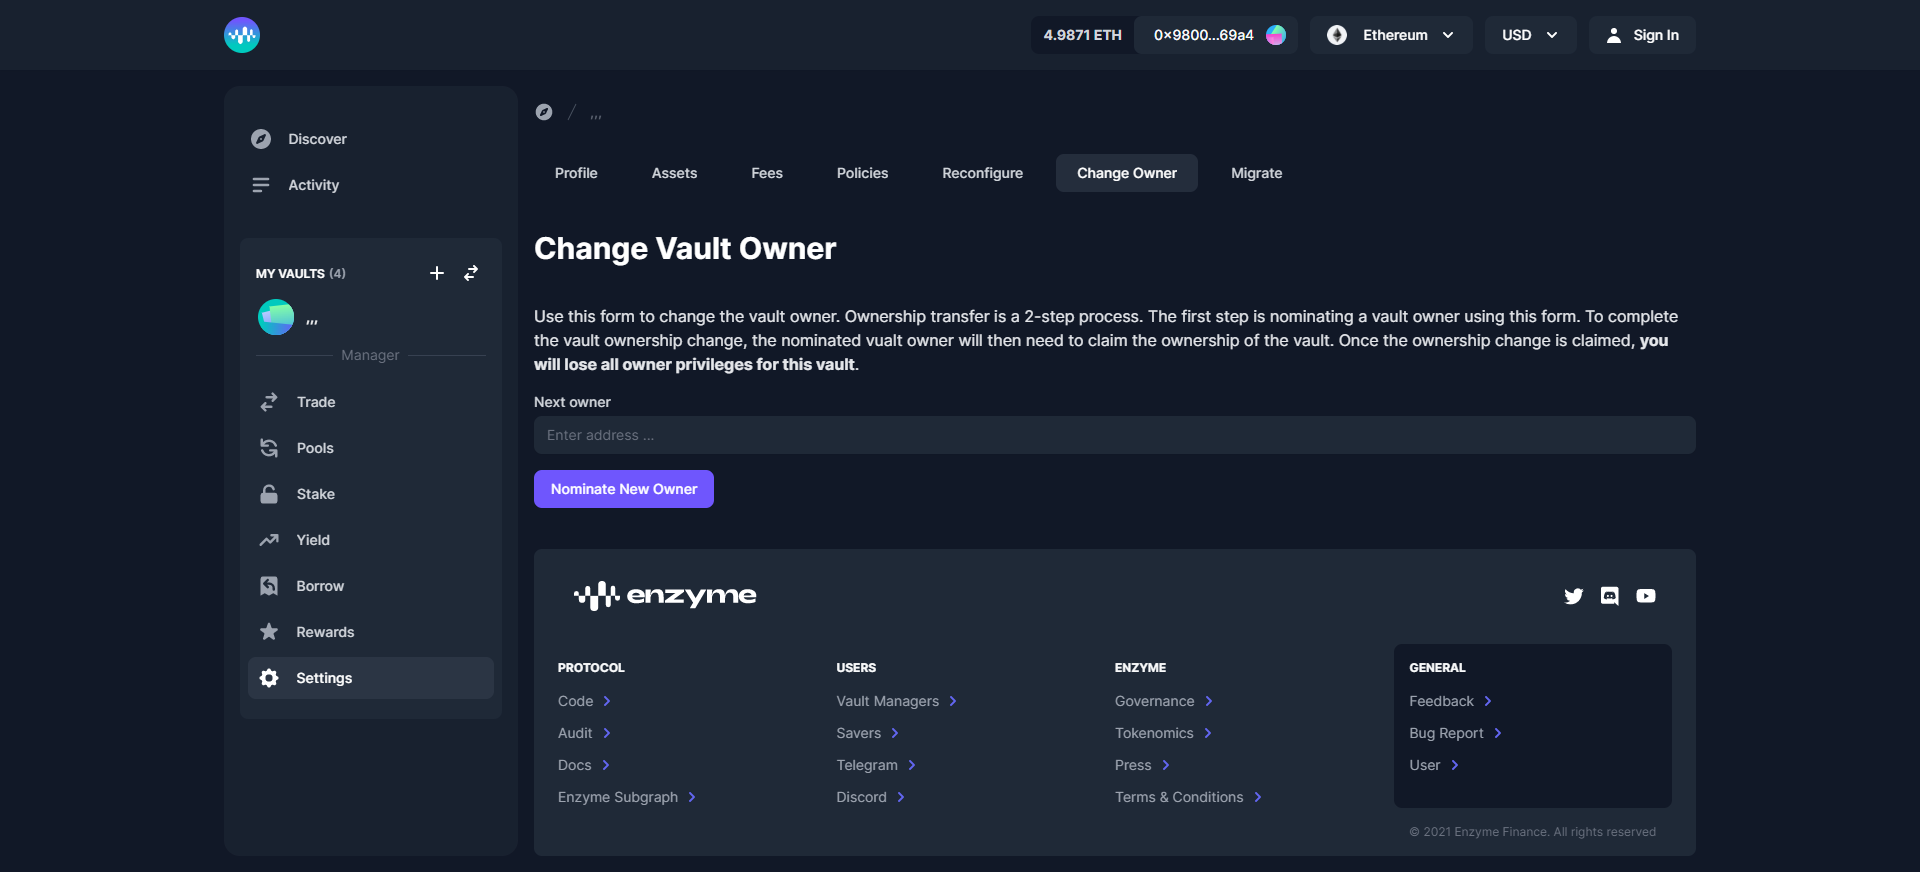 4.9871 ETH
0×9800...69a4
Ethereum
USD
Sign In
Discover
Activity
MY VAULTS (4)
,,,
Manager
Trade
Pools
Stake
Yield
Borrow
Rewards
Settings
/ ,,,
Profile
Assets
Fees
Policies
Reconfigure
Change Owner
Migrate
Change Vault Owner
Use this form to change the vault owner. Ownership transfer is a 2-step process. The first step is nominating a vault owner using this form. To complete
the vault ownership change, the nominated vualt owner will then need to claim the ownership of the vault. Once the ownership change is claimed, you
will lose all owner privileges for this vault.
Next owner
Enter address ...
Nominate New Owner
enzyme
PROTOCOL
Code
Audit
Docs
Enzyme Subgraph
USERS
Vault Managers
Savers
Telegram
Discord
ENZYME
Governance
Tokenomics
Press
Terms & Conditions
GENERAL
Feedback
Bug Report
User
© 2021 Enzyme Finance. All rights reserved